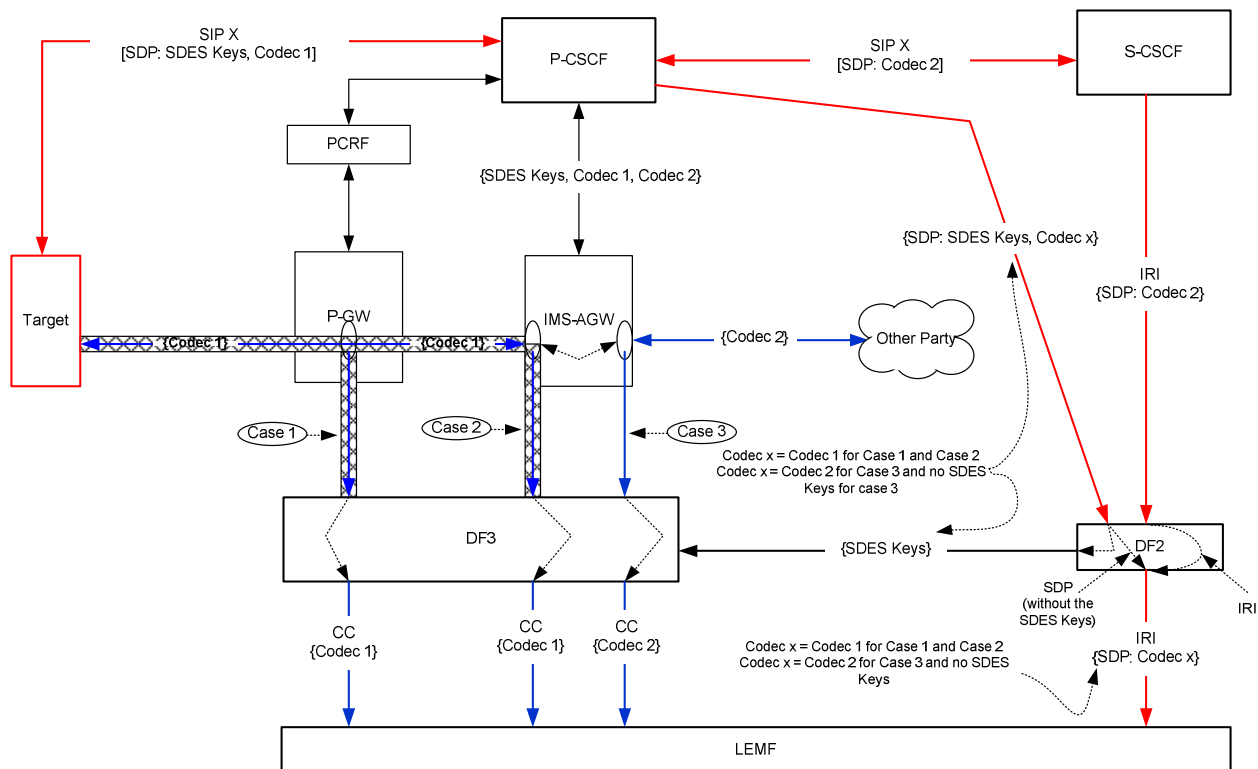 SIP X
[SDP: SDES Keys, Codec 1]
P-CSCF
SIP X
[SDP: Codec 2]
S-CSCF
PCRF
{SDES Keys, Codec 1, Codec 2}
{SDP: SDES Keys, Codec x}
IRI
{SDP: Codec 2}
Target
P-GW
IMS-AGW
{Codec 1}
{Codec 1}
{Codec 2}
Other Party
Case 1
Case 2
Case 3
Codec x = Codec 1 for Case 1 and Case 2
Codec x = Codec 2 for Case 3 and no SDES
Keys for case 3
DF3
{SDES Keys}
DF2
SDP
(without the
SDES Keys)
IRI
CC
{Codec 1}
CC
{Codec 1}
CC
{Codec 2}
Codec x = Codec 1 for Case 1 and Case 2
Codec x = Codec 2 for Case 3 and no SDES
Keys
IRI
{SDP: Codec x}
LEMF